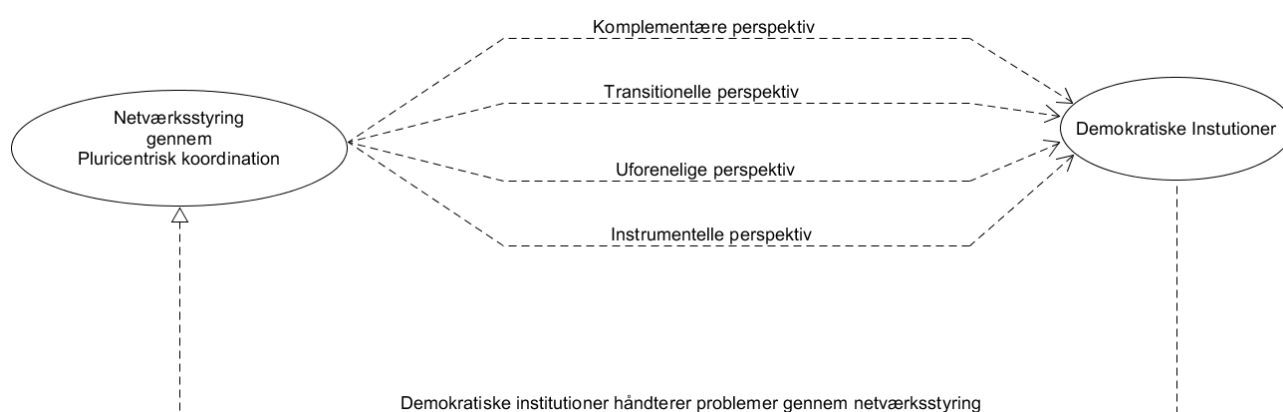 Komplementære perspektiv
Transitionelle perspektiv
Netværksstyring
gennem
Pluricentrisk koordination
Demokratiske Instutioner
Uforenelige perspektiv
Instrumentelle perspektiv
Demokratiske institutioner håndterer problemer gennem netværksstyring